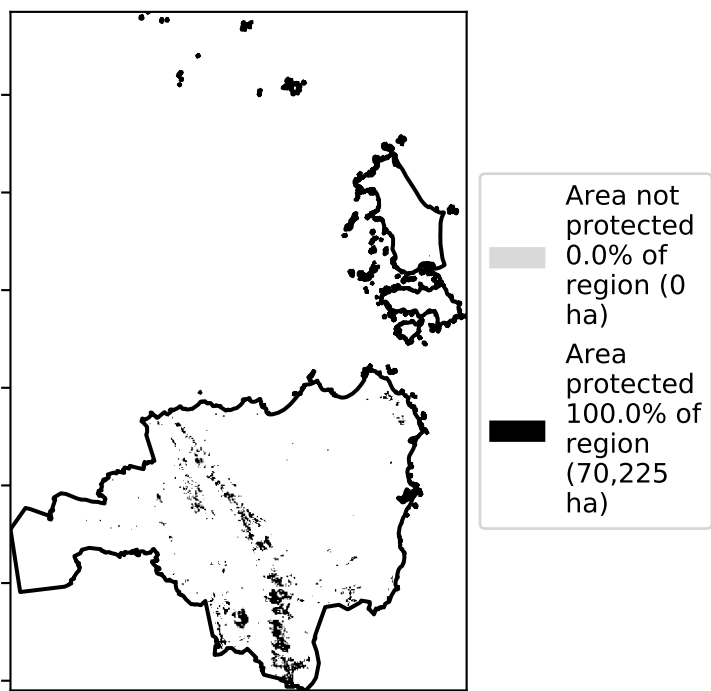 Area not
protected
0.0% of
region (0
ha)
Area
protected
100.0% of
region
(70,225
ha)